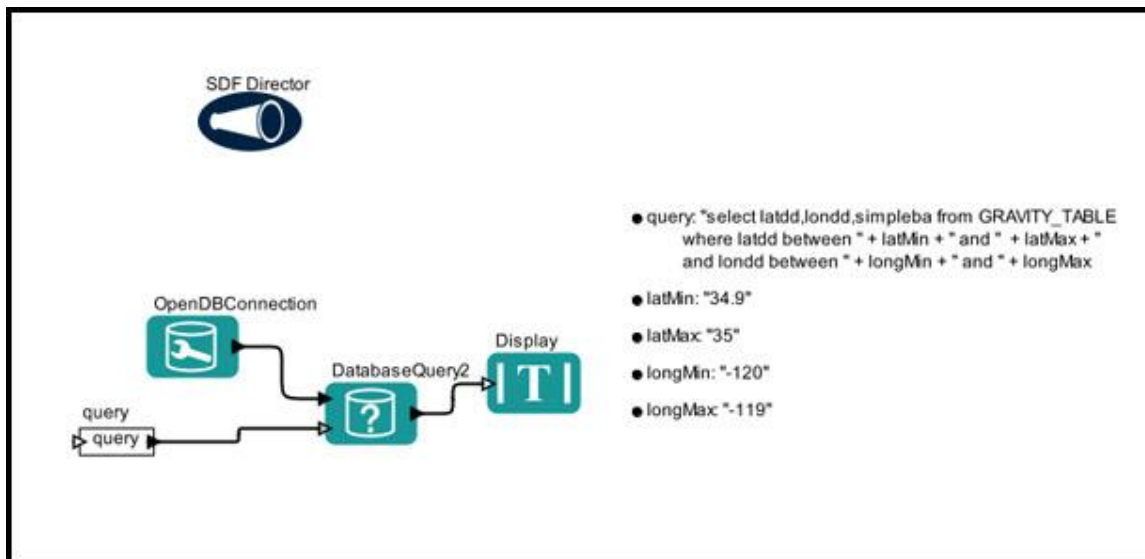 SDF Director
● query: "select latdd,londd,simpleba from GRAVITY_TABLE
where latdd between " + latMin + " and " + latMax + "
and londd between " + longMin + " and " + longMax
● latMin: "34.9"
● latMax: "35"
● longMin: "-120"
● longMax: "-119"
OpenDBConnection
Display
T
DatabaseQuery2
?
query
query